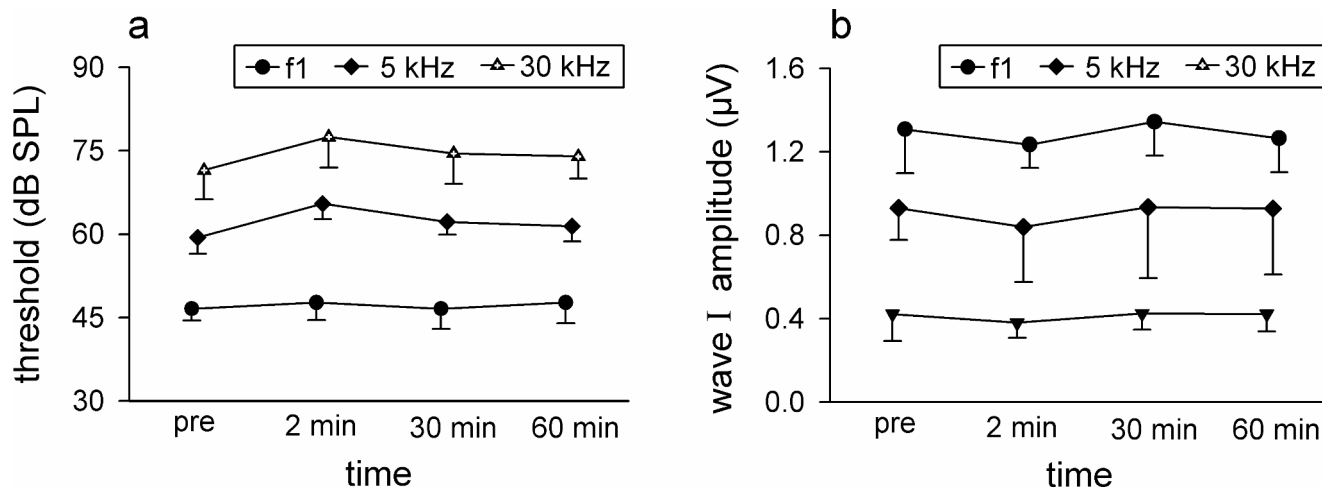 a
f1 5 kHz 30 kHz
threshold (dB SPL)
90
75
60
45
30
pre 2 min 30 min 60 min
time
b
f1 5 kHz 30 kHz
wave I amplitude (µV)
1.6
1.2
0.8
0.4
0.0
pre 2 min 30 min 60 min
time